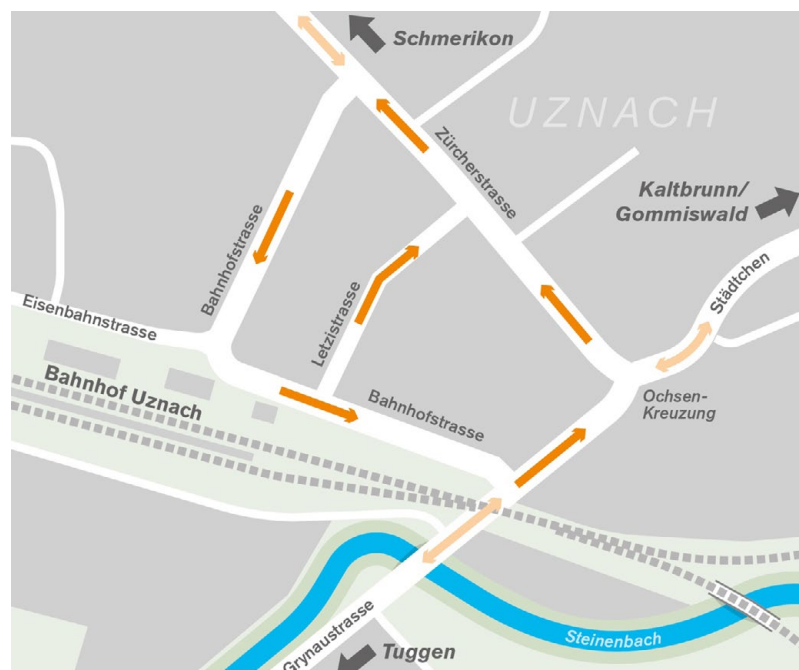 Schmerikon
UZNACH
Zürcherstrasse
Kaltbrunn/
Gommiswald
Bahnhofstrasse
Städtchen
Eisenbahnstrasse
Letzistrasse
Bahnhof Uznach
Bahnhofstrasse
Ochsen-
Kreuzung
Steinenbach
Grynaustrasse
Tuggen